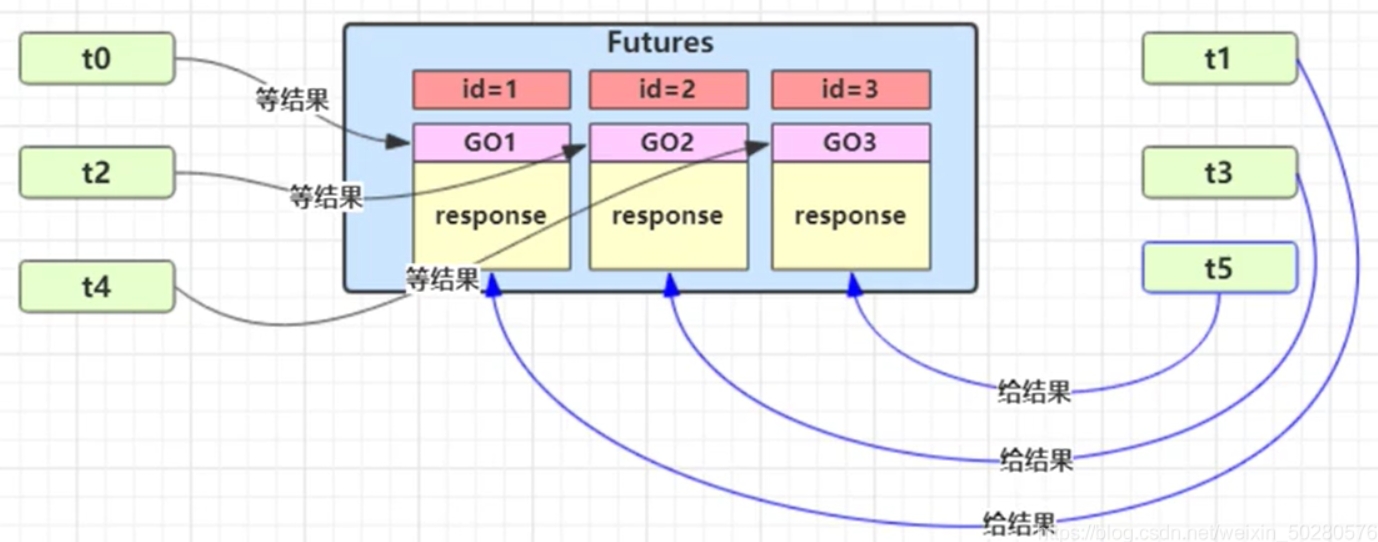 Futures
t0
t1
id=1
id=2
id=3
等结果
GO1
GO2
GO3
t2
t3
等结果
response
response
response
t4
等结果
t5
给结果
给结果
给结果
https://blog.csdn.net/weixin_50280576